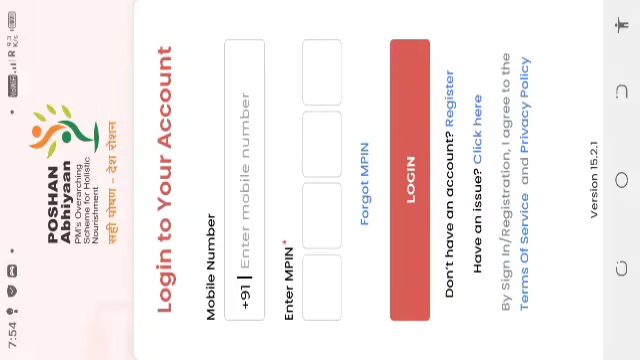 7:54
POSHAN
Abhiyaan
PM's Overarching
Scheme for Holistic
Nourishment
सही पोषण - देश रोशन
Login to Your Account
Mobile Number
+91 Enter mobile number
Enter MPIN*
Forgot MPIN
LOGIN
Don't have an account? Register
Have an issue? Click here
By Sign In/Registration, I agree to the
Terms Of Service and Privacy Policy
Version 15.2.1